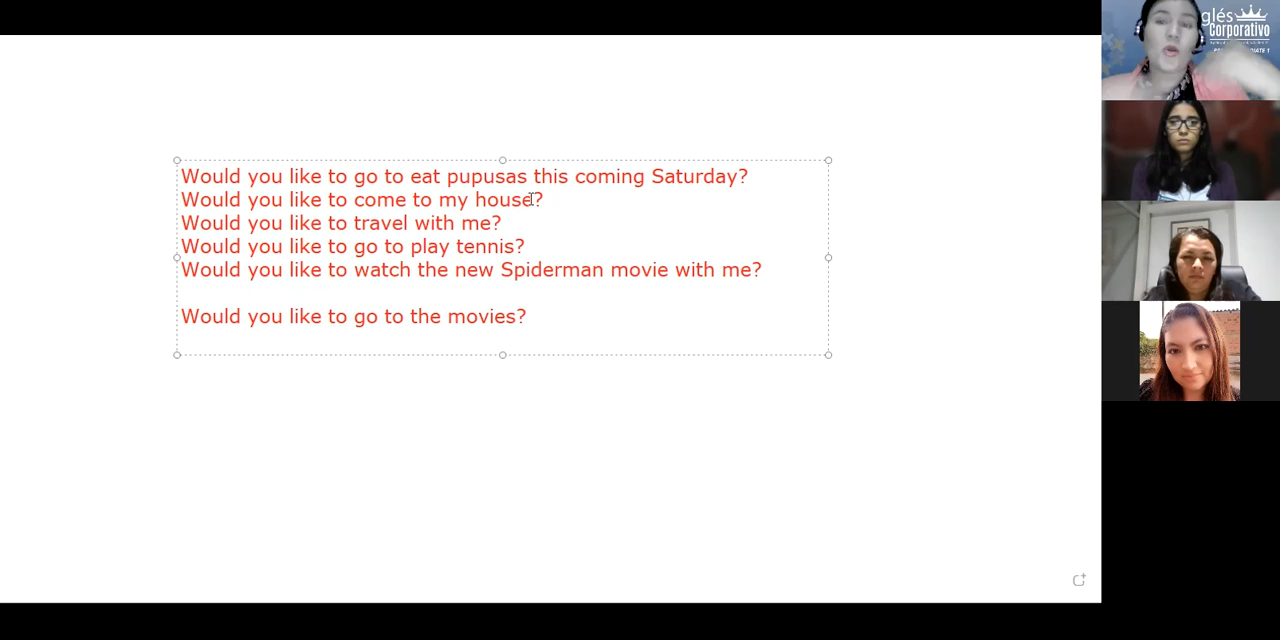 Would you like to go to eat pupusas this coming Saturday?
Would you like to come to my house?
Would you like to travel with me?
Would you like to go to play tennis?
Would you like to watch the new Spiderman movie with me?
Would you like to go to the movies?
glés
Corporativo